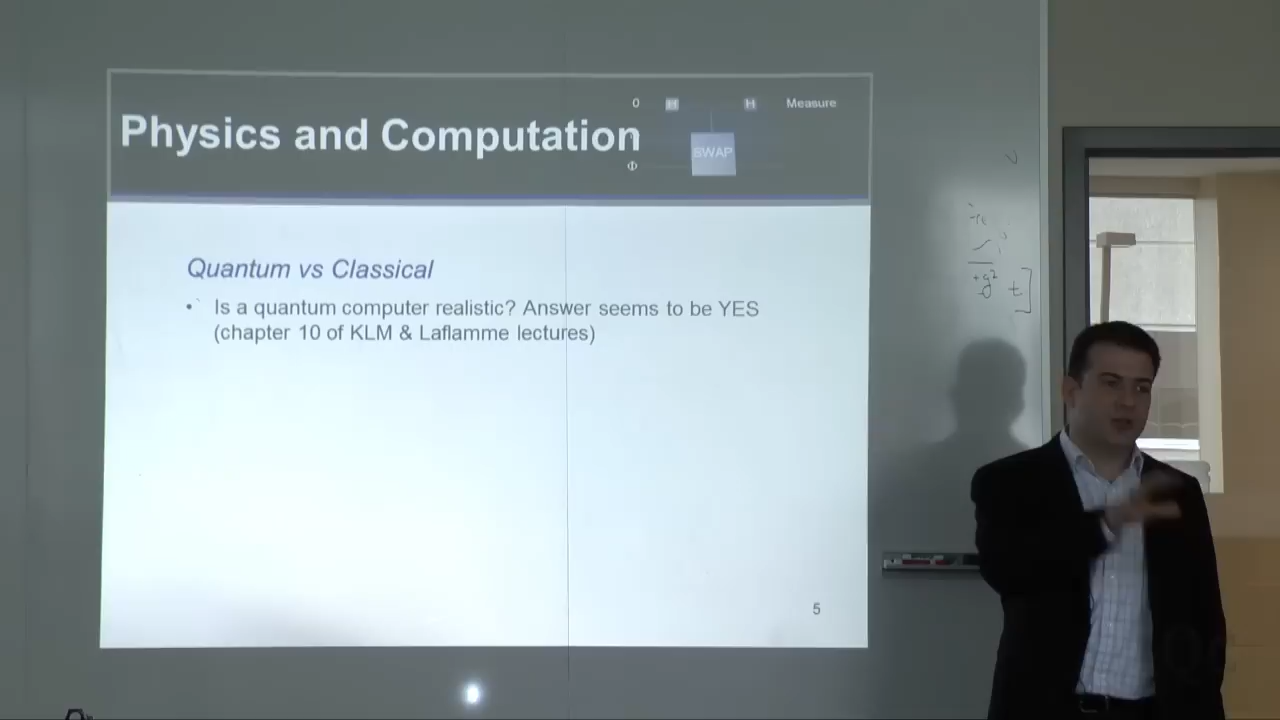 Physics and Computation
0 H H Measure
SWAP
Φ
Quantum vs Classical
• Is a quantum computer realistic? Answer seems to be YES
(chapter 10 of KLM & Laflamme lectures)
5